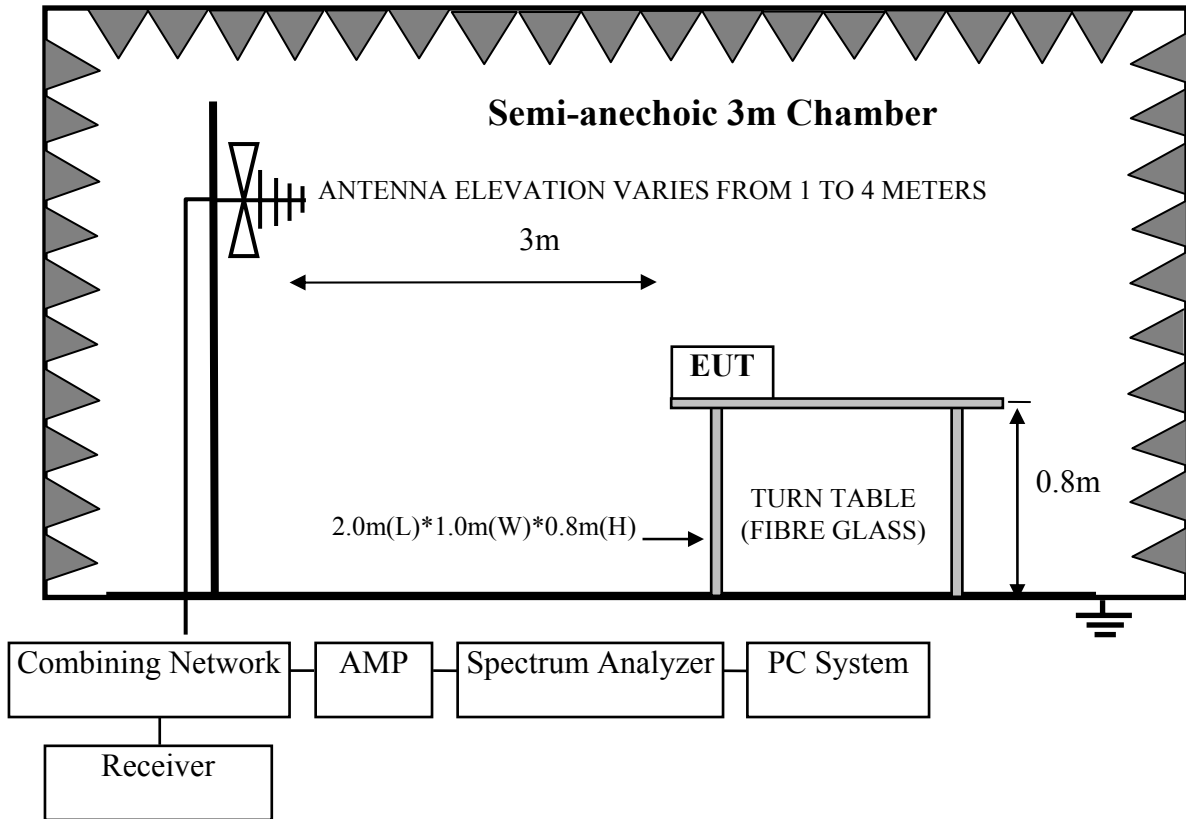 Semi-anechoic 3m Chamber
ANTENNA ELEVATION VARIES FROM 1 TO 4 METERS
3m
EUT
0.8m
TURN TABLE
(FIBRE GLASS)
2.0m(L)*1.0m(W)*0.8m(H)
Combining Network
AMP
Spectrum Analyzer
PC System
Receiver